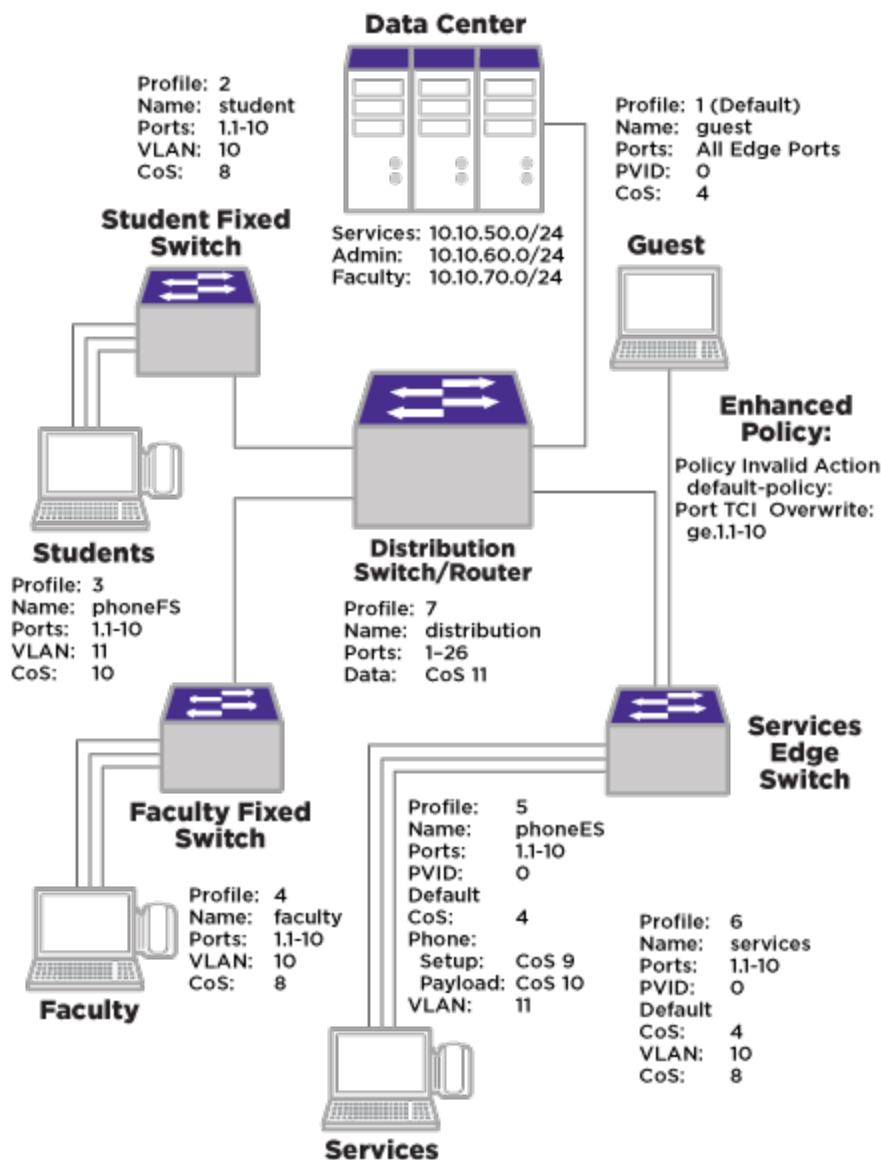 Data Center
Profile: 2
Name: student
Ports: 1.1-10
VLAN: 10
CoS: 8
Profile: 1 (Default)
Name: guest
Ports: All Edge Ports
PVID: 0
CoS: 4
Student Fixed
Switch
Services: 10.10.50.0/24
Admin: 10.10.60.0/24
Faculty: 10.10.70.0/24
Guest
Enhanced
Policy:
Policy Invalid Action
default-policy:
Port TCI Overwrite:
ge.1.1-10
Students
Profile: 3
Name: phoneFS
Ports: 1.1-10
VLAN: 11
CoS: 10
Distribution
Switch/Router
Profile: 7
Name: distribution
Ports: 1-26
Data: CoS 11
Services
Edge
Switch
Faculty Fixed
Switch
Profile: 5
Name: phoneES
Ports: 1.1-10
PVID: 0
Default
CoS: 4
Phone:
Setup: CoS 9
Payload: CoS 10
VLAN: 11
Profile: 4
Name: faculty
Ports: 1.1-10
VLAN: 10
CoS: 8
Faculty
Profile: 6
Name: services
Ports: 1.1-10
PVID: 0
Default
CoS: 4
VLAN: 10
CoS: 8
Services